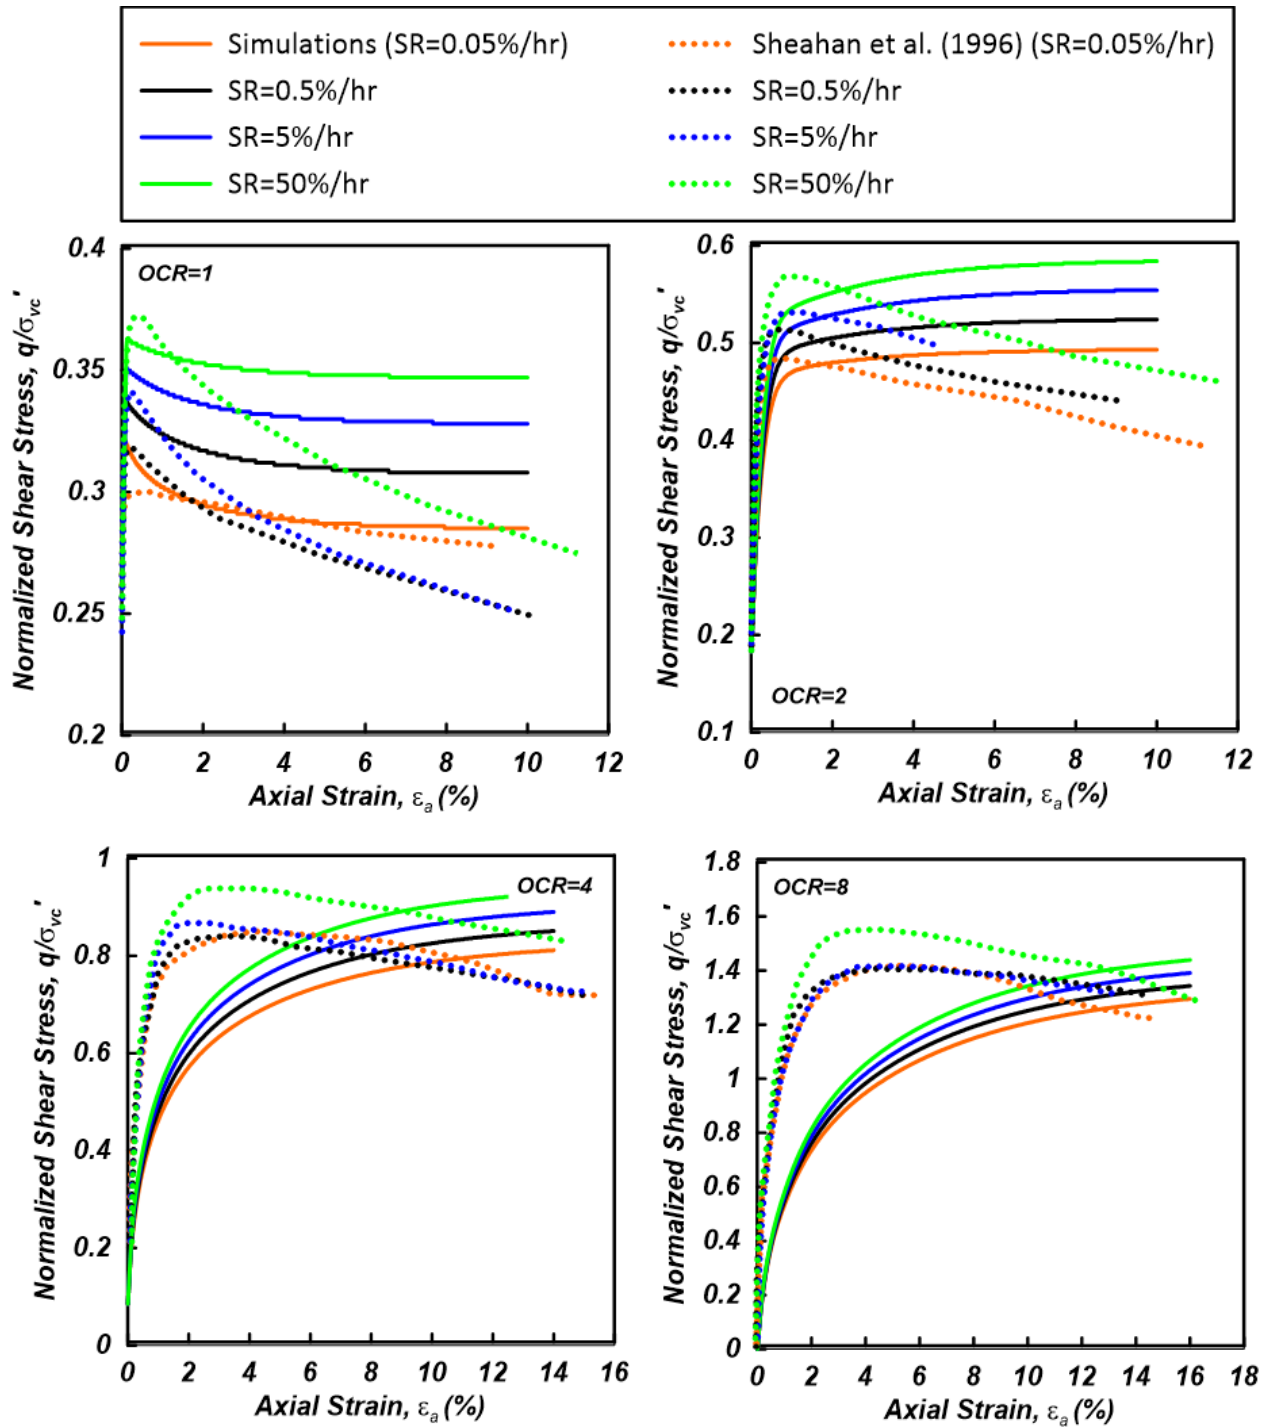 Simulations (SR=0.05%/hr)
SR=0.5%/hr
SR=5%/hr
SR=50%/hr
Sheahan et al. (1996) (SR=0.05%/hr)
SR=0.5%/hr
SR=5%/hr
SR=50%/hr
OCR=1
Normalized Shear Stress, q/σvc'
0.4
0.35
0.3
0.25
0.2
0 2 4 6 8 10 12
Axial Strain, εa (%)
OCR=2
Normalized Shear Stress, q/σvc'
0.6
0.5
0.4
0.3
0.2
0.1
0 2 4 6 8 10 12
Axial Strain, εa (%)
OCR=4
Normalized Shear Stress, q/σvc'
1
0.8
0.6
0.4
0.2
0
0 2 4 6 8 10 12 14 16
Axial Strain, εa (%)
OCR=8
Normalized Shear Stress, q/σvc'
1.8
1.6
1.4
1.2
1
0.8
0.6
0.4
0.2
0
0 2 4 6 8 10 12 14 16 18
Axial Strain, εa (%)